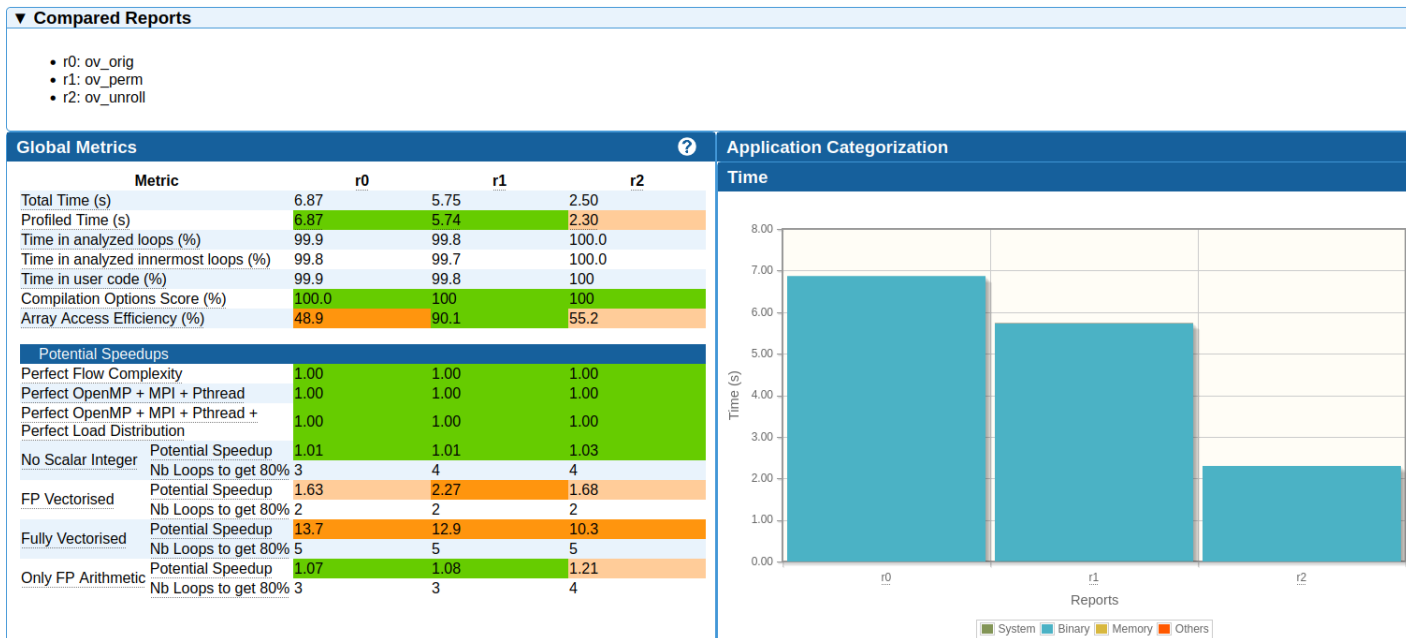 ▼ Compared Reports
• r0: ov_orig
• r1: ov_perm
• r2: ov_unroll
Global Metrics ?
Metric r0 r1 r2
Total Time (s) 6.87 5.75 2.50
Profiled Time (s) 6.87 5.74 2.30
Time in analyzed loops (%) 99.9 99.8 100.0
Time in analyzed innermost loops (%) 99.8 99.7 100.0
Time in user code (%) 99.9 99.8 100
Compilation Options Score (%) 100.0 100 100
Array Access Efficiency (%) 48.9 90.1 55.2
Potential Speedups
Perfect Flow Complexity 1.00 1.00 1.00
Perfect OpenMP + MPI + Pthread 1.00 1.00 1.00
Perfect OpenMP + MPI + Pthread +
Perfect Load Distribution 1.00 1.00 1.00
No Scalar Integer
Potential Speedup 1.01 1.01 1.03
Nb Loops to get 80% 3 4 4
FP Vectorised
Potential Speedup 1.63 2.27 1.68
Nb Loops to get 80% 2 2 2
Fully Vectorised
Potential Speedup 13.7 12.9 10.3
Nb Loops to get 80% 5 5 5
Only FP Arithmetic
Potential Speedup 1.07 1.08 1.21
Nb Loops to get 80% 3 3 4
Application Categorization
Time
8.00
7.00
6.00
5.00
4.00
3.00
2.00
1.00
0.00
Time (s)
r0 r1 r2
Reports
System Binary Memory Others